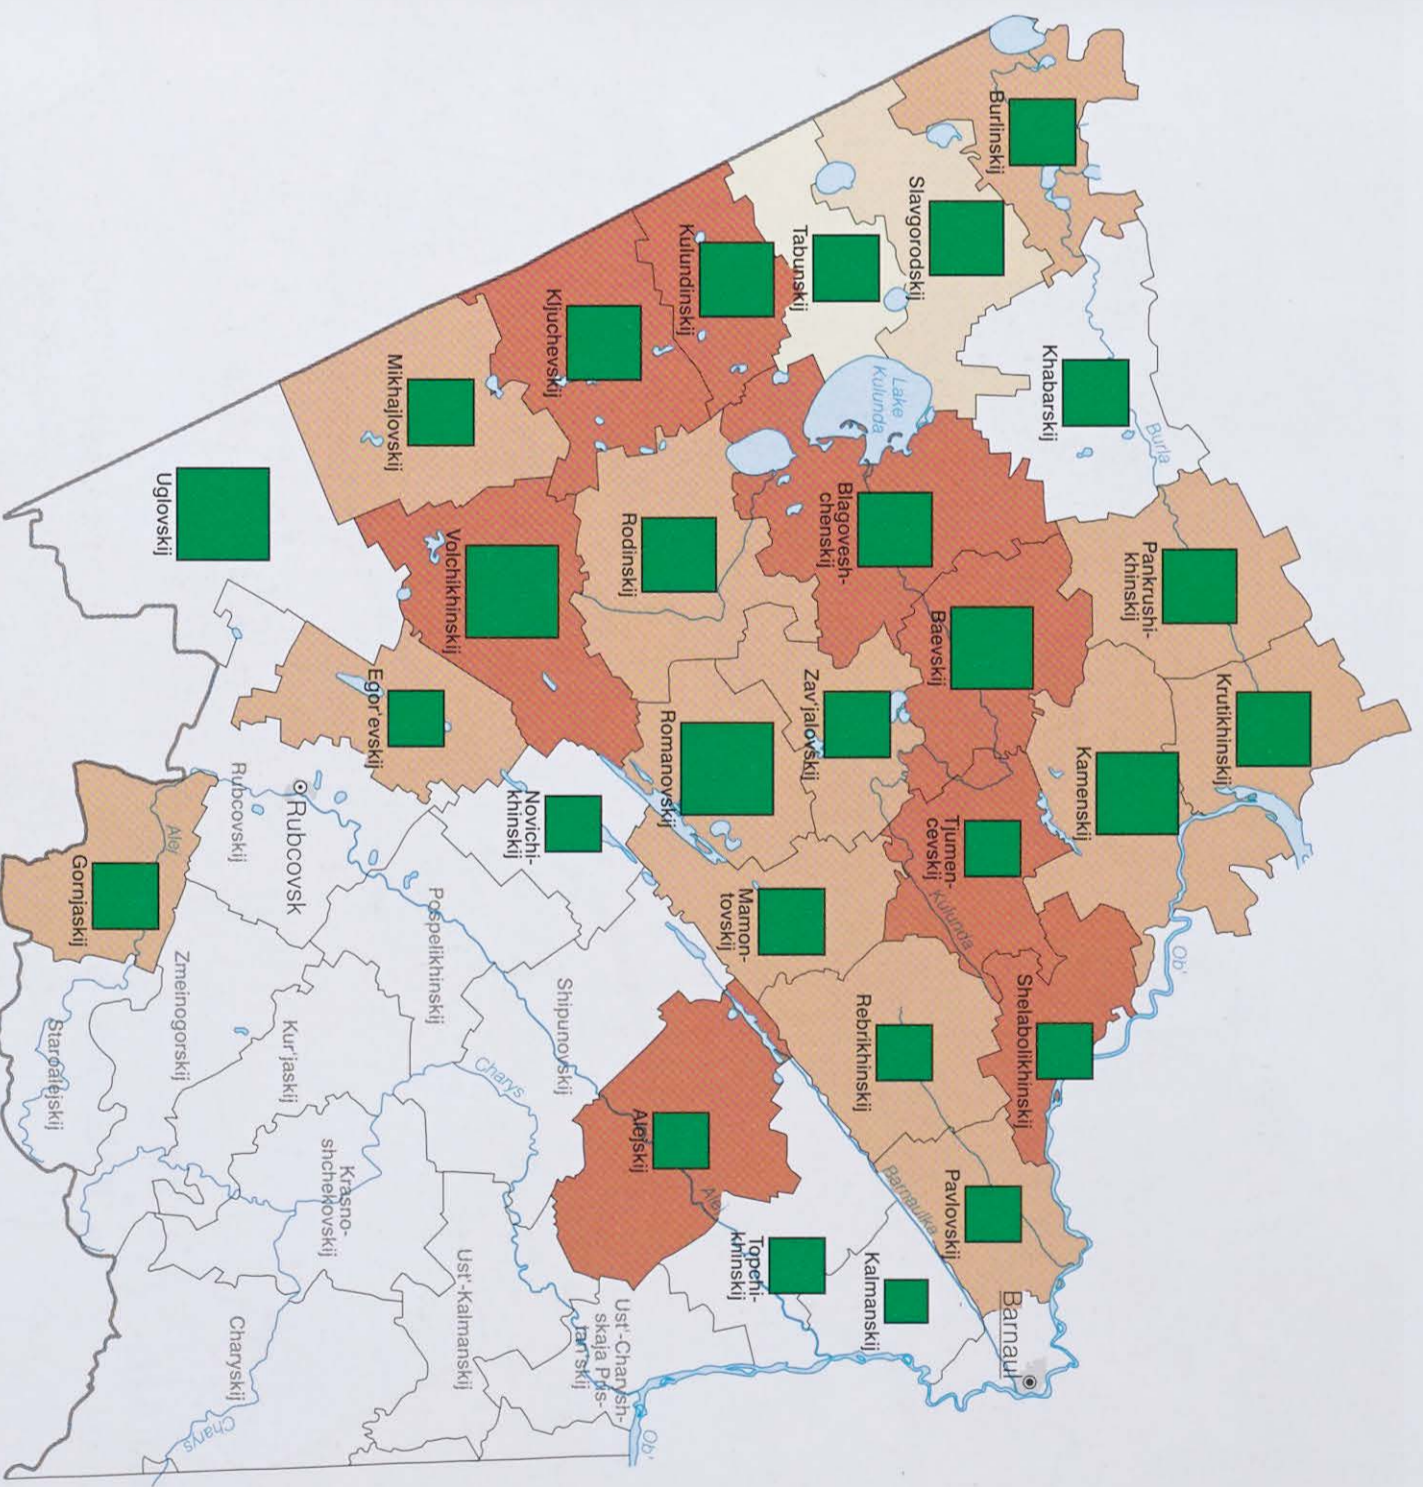 Krutikhinskij
Ob'
Burla
Pankrushi-
khinskij
Kamenskij
Khabarskij
Shelabolikhinskij
Barnaul
Burlinskij
Pavlovskij
Tjumen-
cevskij
Kulunda
Baevskij
Slavgorodskij
Barnaulka
Lake
Kulunda
Kalmanskij
Rebrikhinskij
Blagovesh-
chenskij
Zav'jalovskij
Tabunskij
Topchi-
khinskij
Mamon-
tovskij
Alej
Kulundinskij
Romanovskij
Ob'
Rodinskij
Alejskij
Ust'-Charysh-
skaja Pris-
tan'skij
Shipunovskij
Kljuchevskij
Novichi-
khinskij
Charys
Volchikhinskij
Ust'-Kalmanskij
Pospelikhinskij
Mikhajlovskij
Egor'evskij
Krasno-
shchekovskij
Rubcovsk
Kur'jaskij
Rubcovskij
Charyskij
Charys
Zmeinogorskij
Alej
Uglovskij
Gornjaskij
Staroalejskij